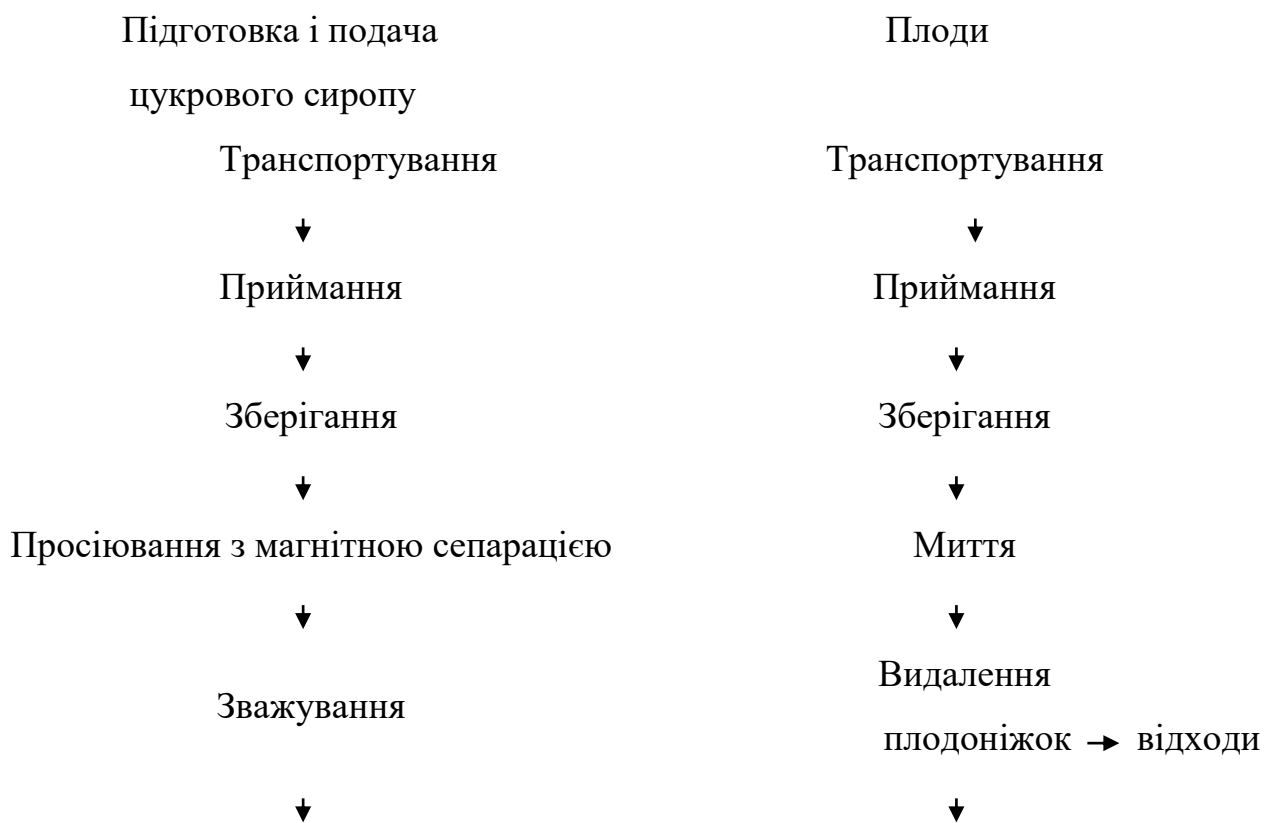 Підготовка і подача
цукрового сиропу
Транспортування
Приймання
Зберігання
Просіювання з магнітною сепарацією
Зважування
Плоди
Транспортування
Приймання
Зберігання
Миття
Видалення
плодоніжок → відходи